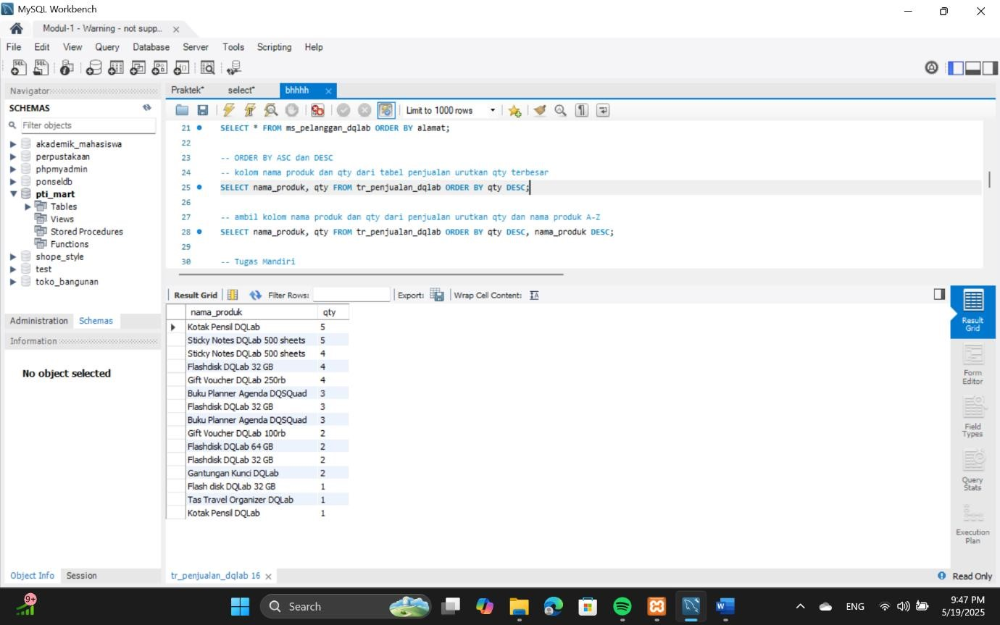 MySQL Workbench
Modul-1 - Warning - not supp...
File Edit View Query Database Server Tools Scripting Help
Navigator
Praktek* select* bhhhh
SCHEMAS
Filter objects
akademik_mahasiswa
perpustakaan
phpmyadmin
ponseldb
pti_mart
Tables
Views
Stored Procedures
Functions
shope_style
test
toko_bangunan
Administration Schemas
Information
No object selected
Object Info Session
Limit to 1000 rows
21 SELECT * FROM ms_pelanggan_dqlab ORDER BY alamat;
22
23 -- ORDER BY ASC dan DESC
24 -- kolom nama produk dan qty dari tabel penjualan urutkan qty terbesar
25 SELECT nama_produk, qty FROM tr_penjualan_dqlab ORDER BY qty DESC;
26
27 -- ambil kolom nama produk dan qty dari penjualan urutkan qty dan nama produk A-Z
28 SELECT nama_produk, qty FROM tr_penjualan_dqlab ORDER BY qty DESC, nama_produk DESC;
29
30 -- Tugas Mandiri
Result Grid Filter Rows: Export: Wrap Cell Content:
nama_produk qty
Kotak Pensil DQLab 5
Sticky Notes DQLab 500 sheets 5
Sticky Notes DQLab 500 sheets 4
Flashdisk DQLab 32 GB 4
Gift Voucher DQLab 250rb 4
Buku Planner Agenda DQSQuad 3
Flashdisk DQLab 32 GB 3
Buku Planner Agenda DQSQuad 3
Gift Voucher DQLab 100rb 2
Flashdisk DQLab 64 GB 2
Flashdisk DQLab 32 GB 2
Gantungan Kunci DQLab 2
Flash disk DQLab 32 GB 1
Tas Travel Organizer DQLab 1
Kotak Pensil DQLab 1
Result
Grid
Form
Editor
Field
Types
Query
Stats
Execution
Plan
tr_penjualan_dqlab 16
Read Only
9+
Search
ENG
9:47 PM
5/19/2025